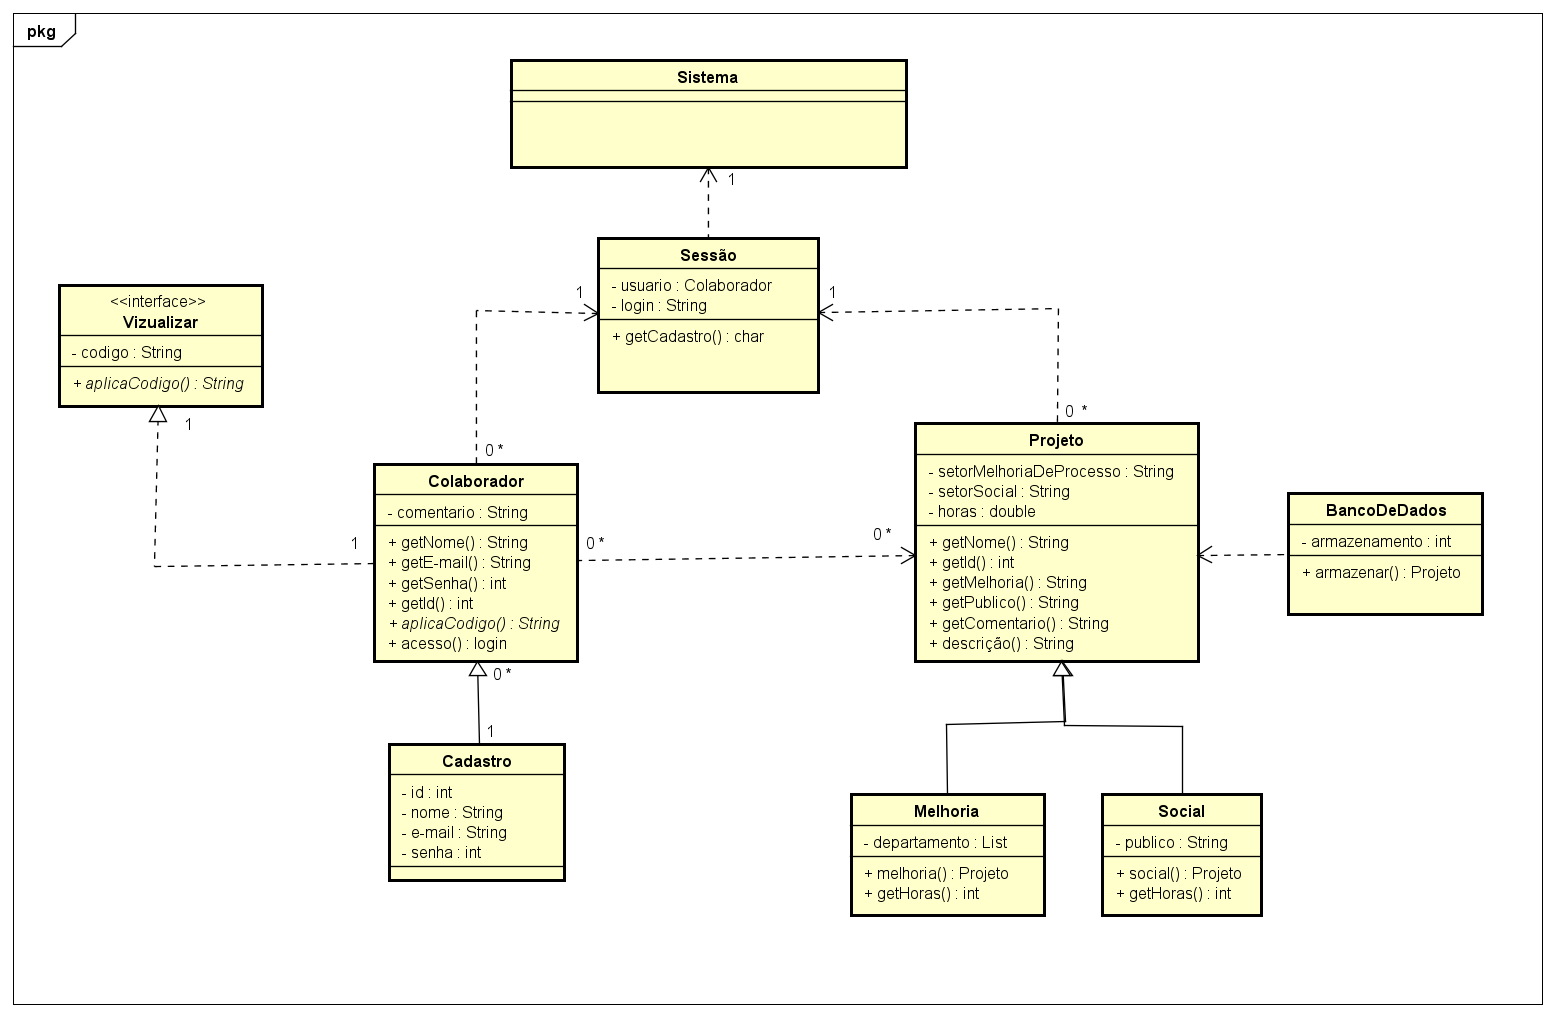 pkg
Sistema
1
Sessão
- usuario : Colaborador
- login : String
+ getCadastro() : char
1
1
<<interface>>
Vizualizar
- codigo : String
+ aplicaCodigo() : String
1
0 *
0 *
Colaborador
- comentario : String
+ getNome() : String
+ getE-mail() : String
+ getSenha() : int
+ getId() : int
+ aplicaCodigo() : String
+ acesso() : login
1
0 *
0 *
Projeto
- setorMelhoriaDeProcesso : String
- setorSocial : String
- horas : double
+ getNome() : String
+ getId() : int
+ getMelhoria() : String
+ getPublico() : String
+ getComentario() : String
+ descrição() : String
BancoDeDados
- armazenamento : int
+ armazenar() : Projeto
0 *
1
Cadastro
- id : int
- nome : String
- e-mail : String
- senha : int
Melhoria
- departamento : List
+ melhoria() : Projeto
+ getHoras() : int
Social
- publico : String
+ social() : Projeto
+ getHoras() : int